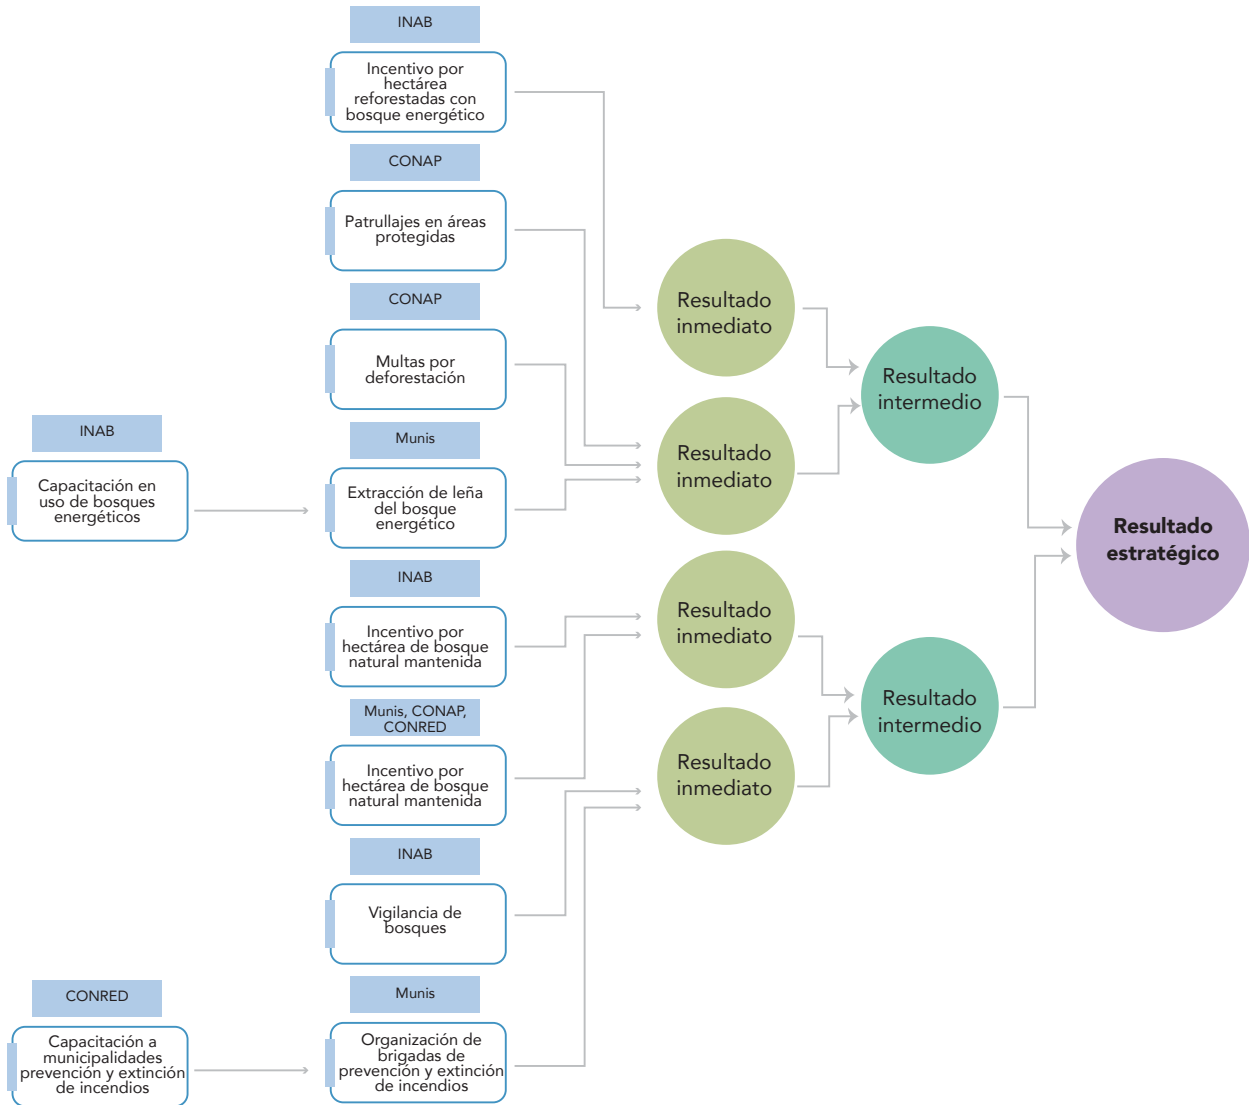 INAB
Incentivo por
hectárea
reforestadas con
bosque energético
CONAP
Patrullajes en áreas
protegidas
CONAP
Multas por
deforestación
INAB
Capacitación en
uso de bosques
energéticos
Munis
Extracción de leña
del bosque
energético
INAB
Incentivo por
hectárea de bosque
natural mantenida
Munis, CONAP,
CONRED
Incentivo por
hectárea de bosque
natural mantenida
INAB
Vigilancia de
bosques
CONRED
Capacitación a
municipalidades
prevención y extinción
de incendios
Munis
Organización de
brigadas de
prevención y extinción
de incendios
Resultado
inmediato
Resultado
inmediato
Resultado
inmediato
Resultado
inmediato
Resultado
intermedio
Resultado
intermedio
Resultado
estratégico